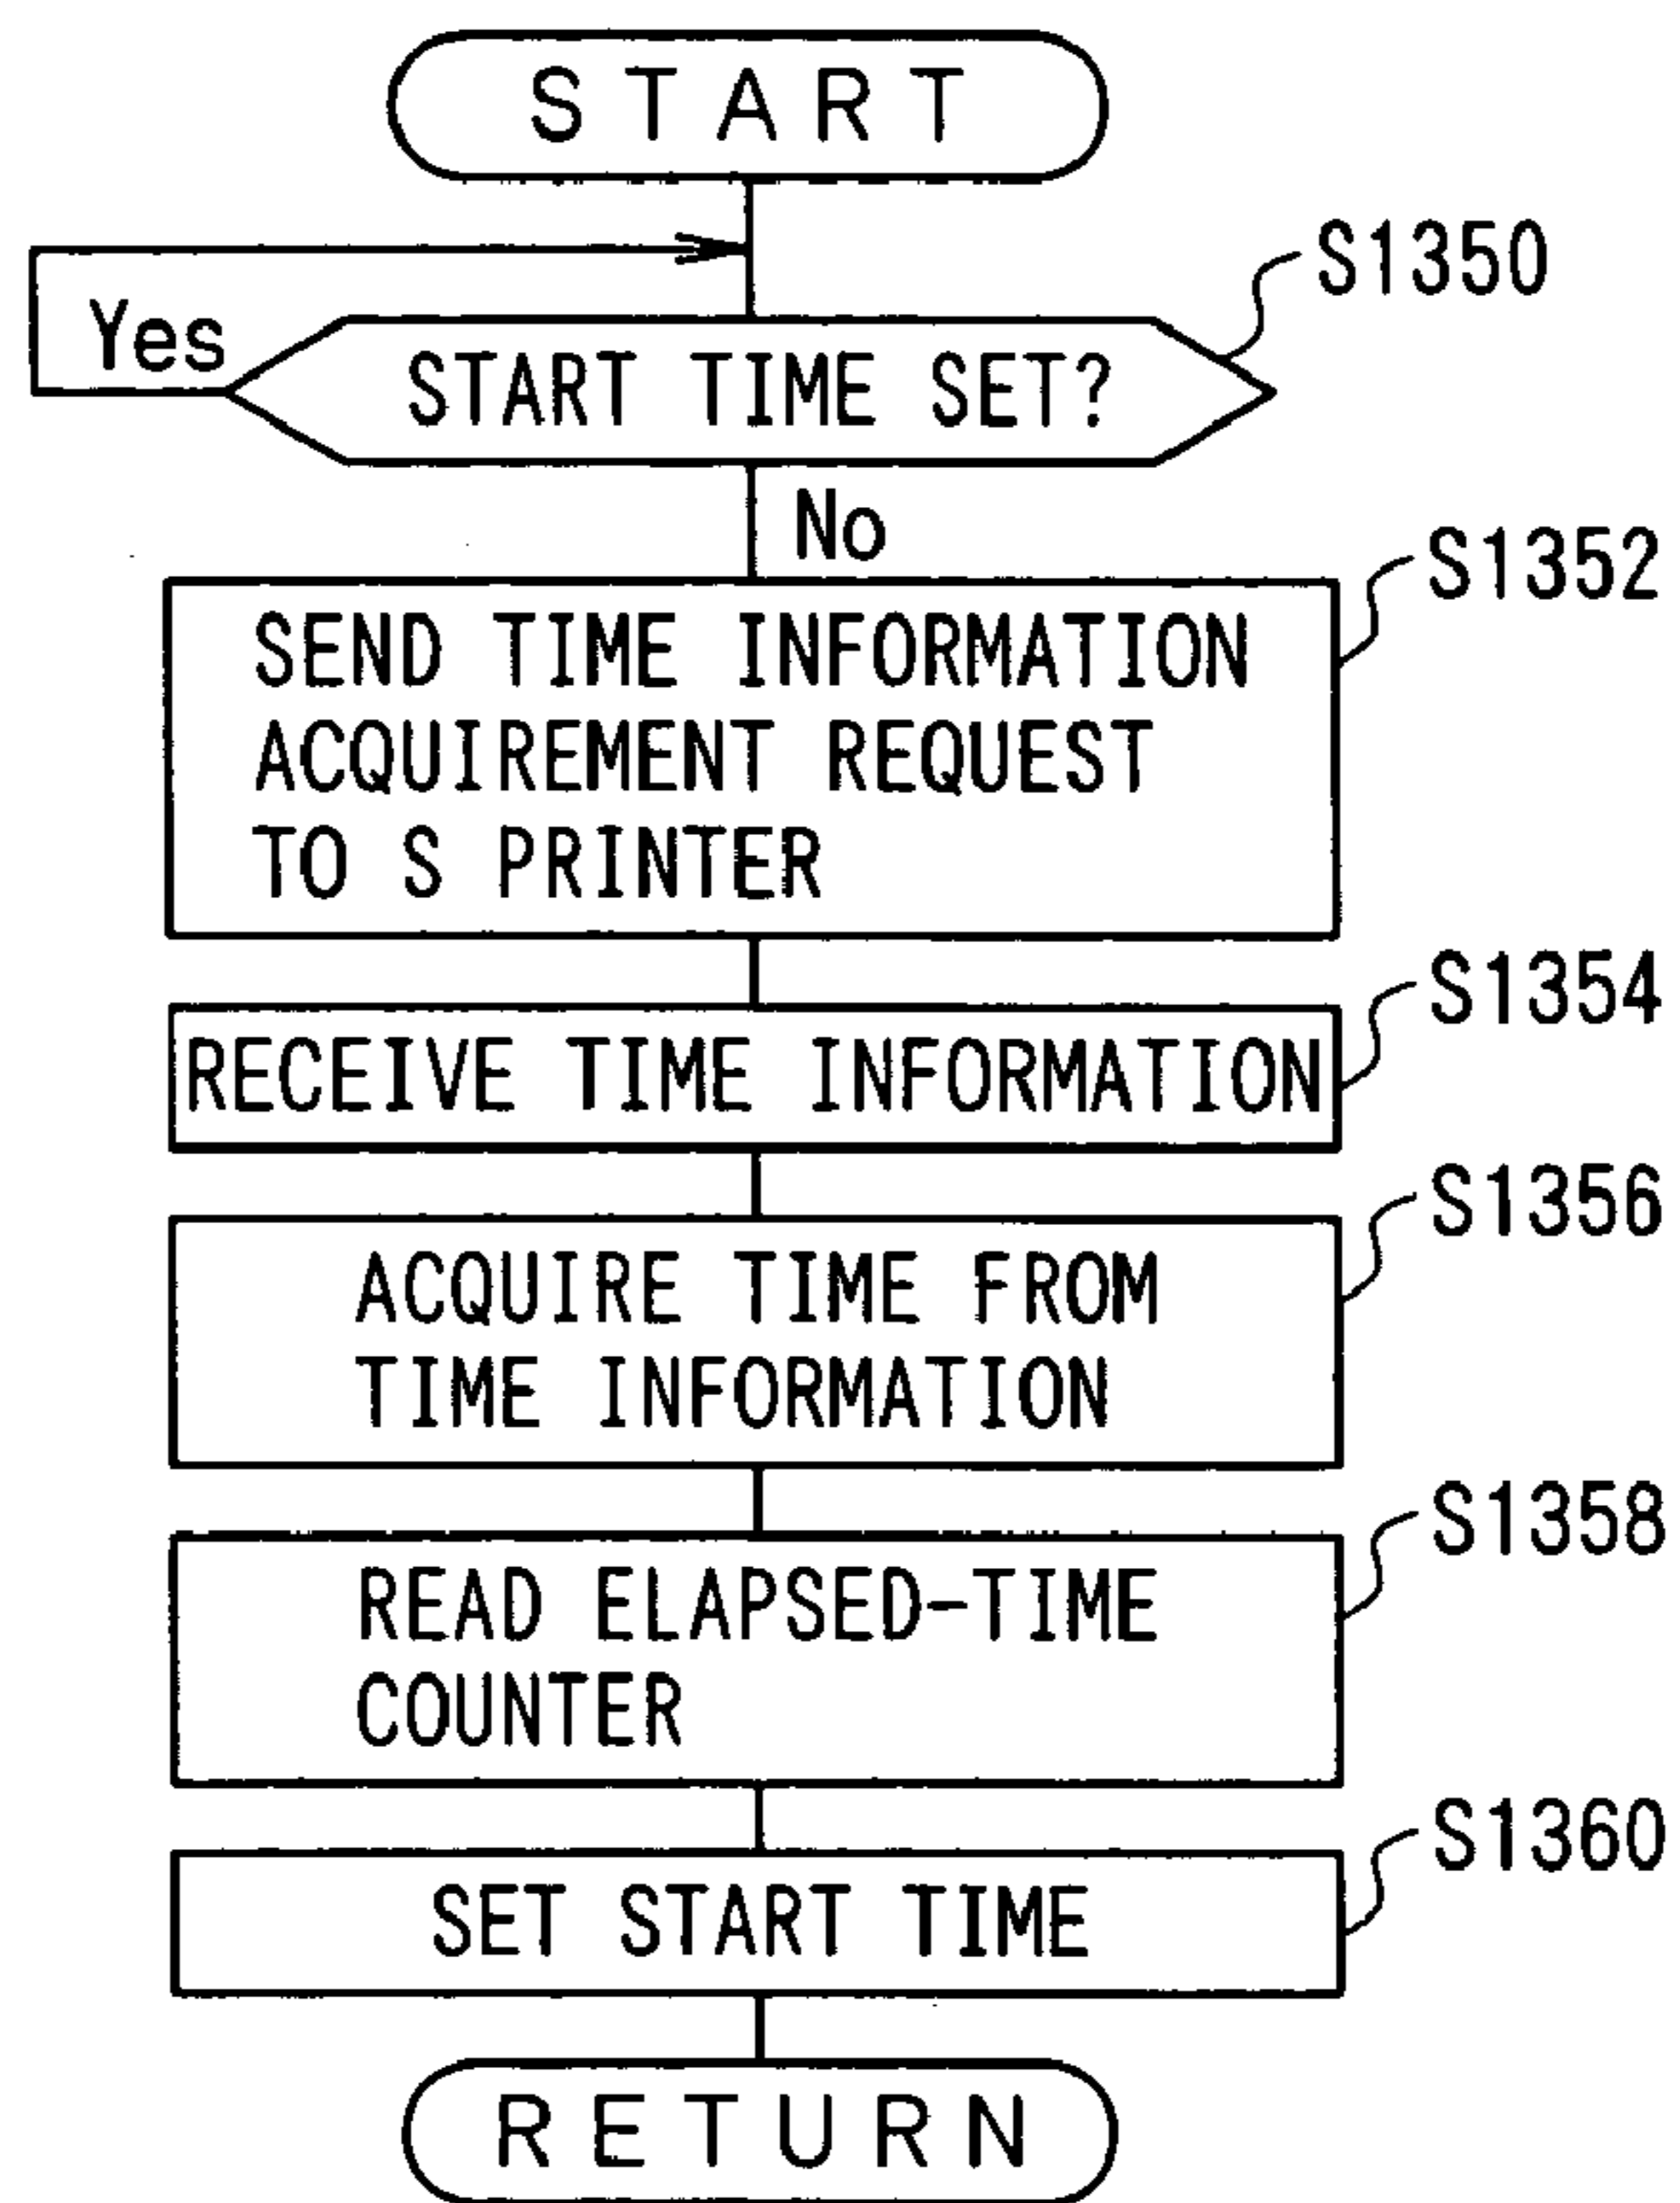 START
S1350
Yes
START TIME SET?
No
S1352
SEND TIME INFORMATION
ACQUIREMENT REQUEST
TO S PRINTER
S1354
RECEIVE TIME INFORMATION
S1356
ACQUIRE TIME FROM
TIME INFORMATION
S1358
READ ELAPSED-TIME
COUNTER
S1360
SET START TIME
RETURN